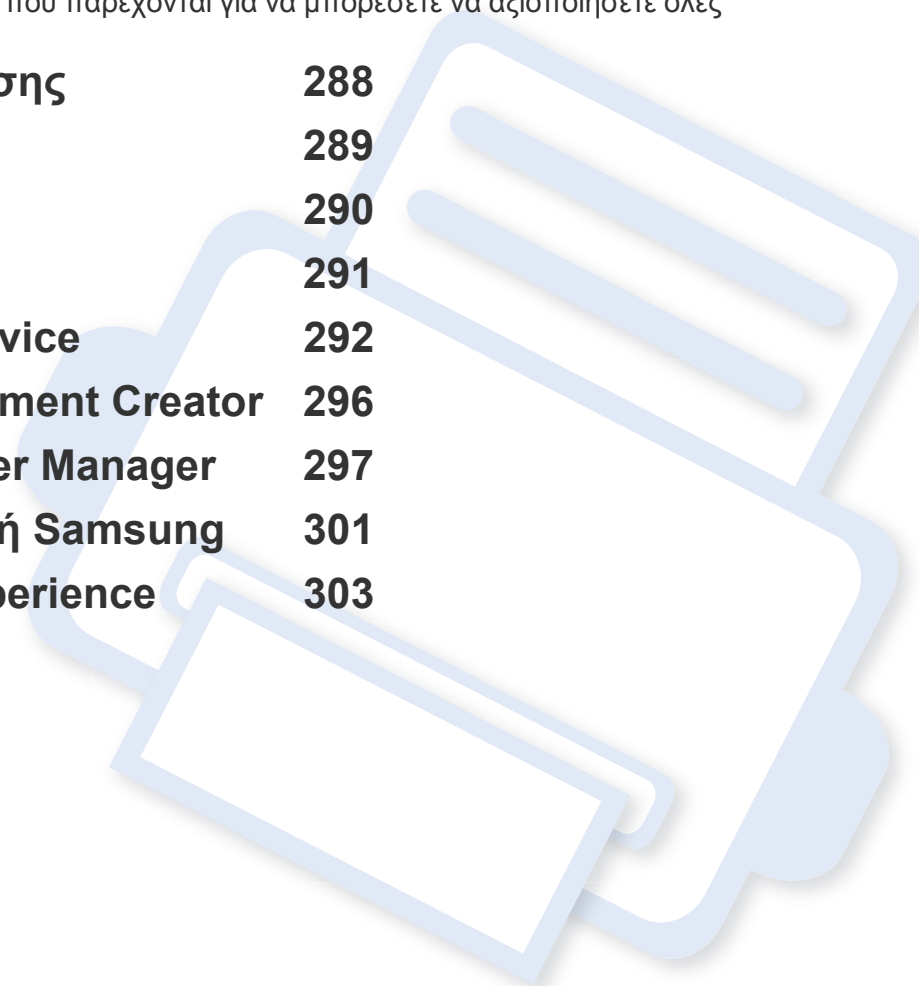 που παρέχονται για να μπορέσετε να αξιοποιήσετε όλες
σης 288
289
290
291
vice 292
ment Creator 296
er Manager 297
ή Samsung 301
perience 303